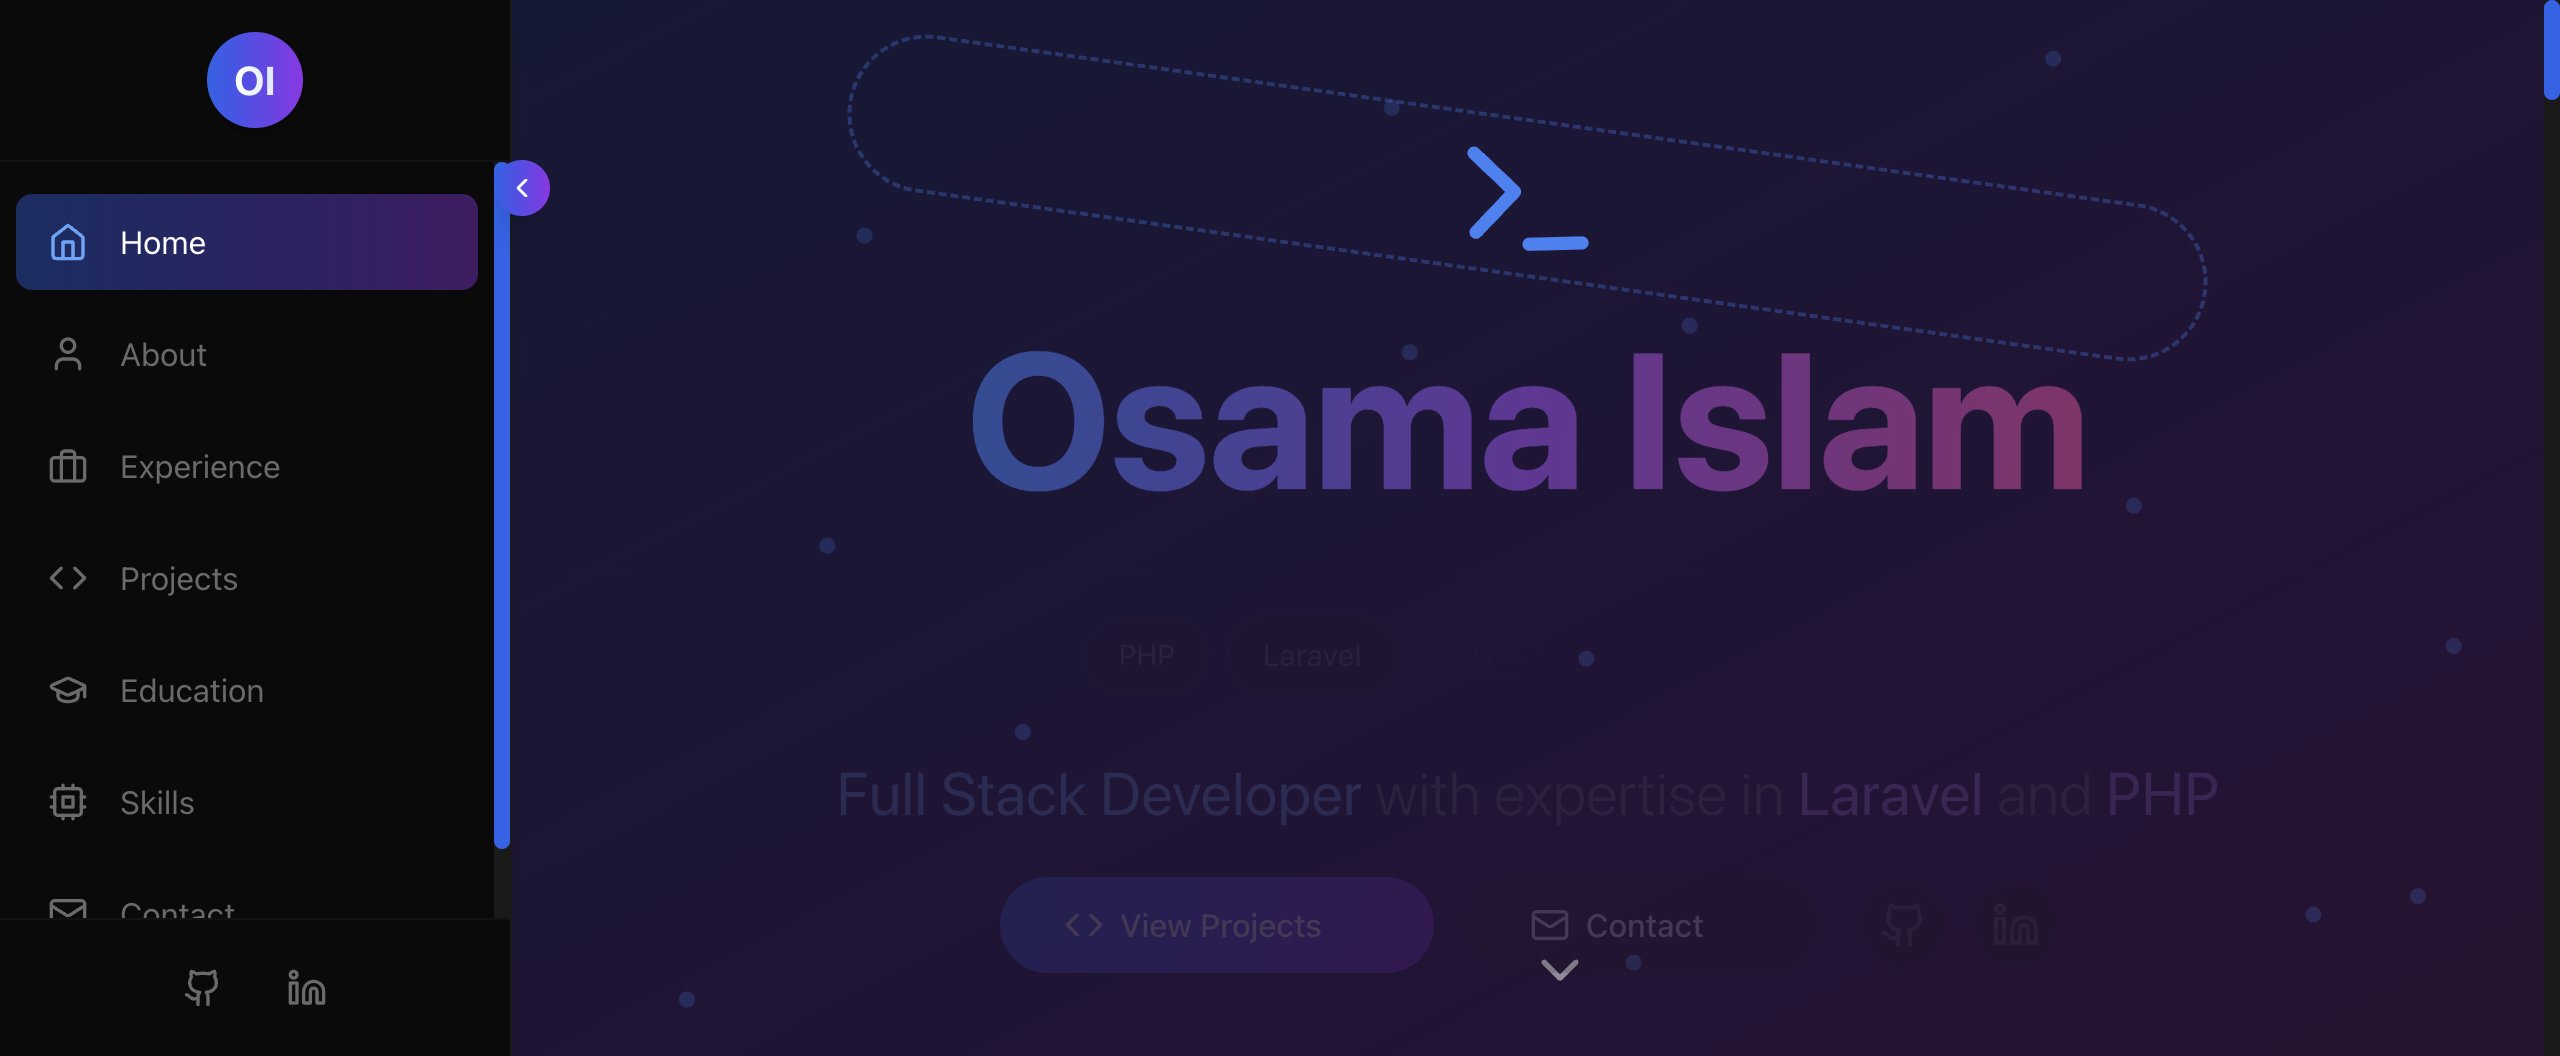 OI
Home
About
Experience
Projects
Education
Skills
Contact
Osama Islam
PHP Laravel MySQL
Full Stack Developer with expertise in Laravel and PHP
View Projects Contact